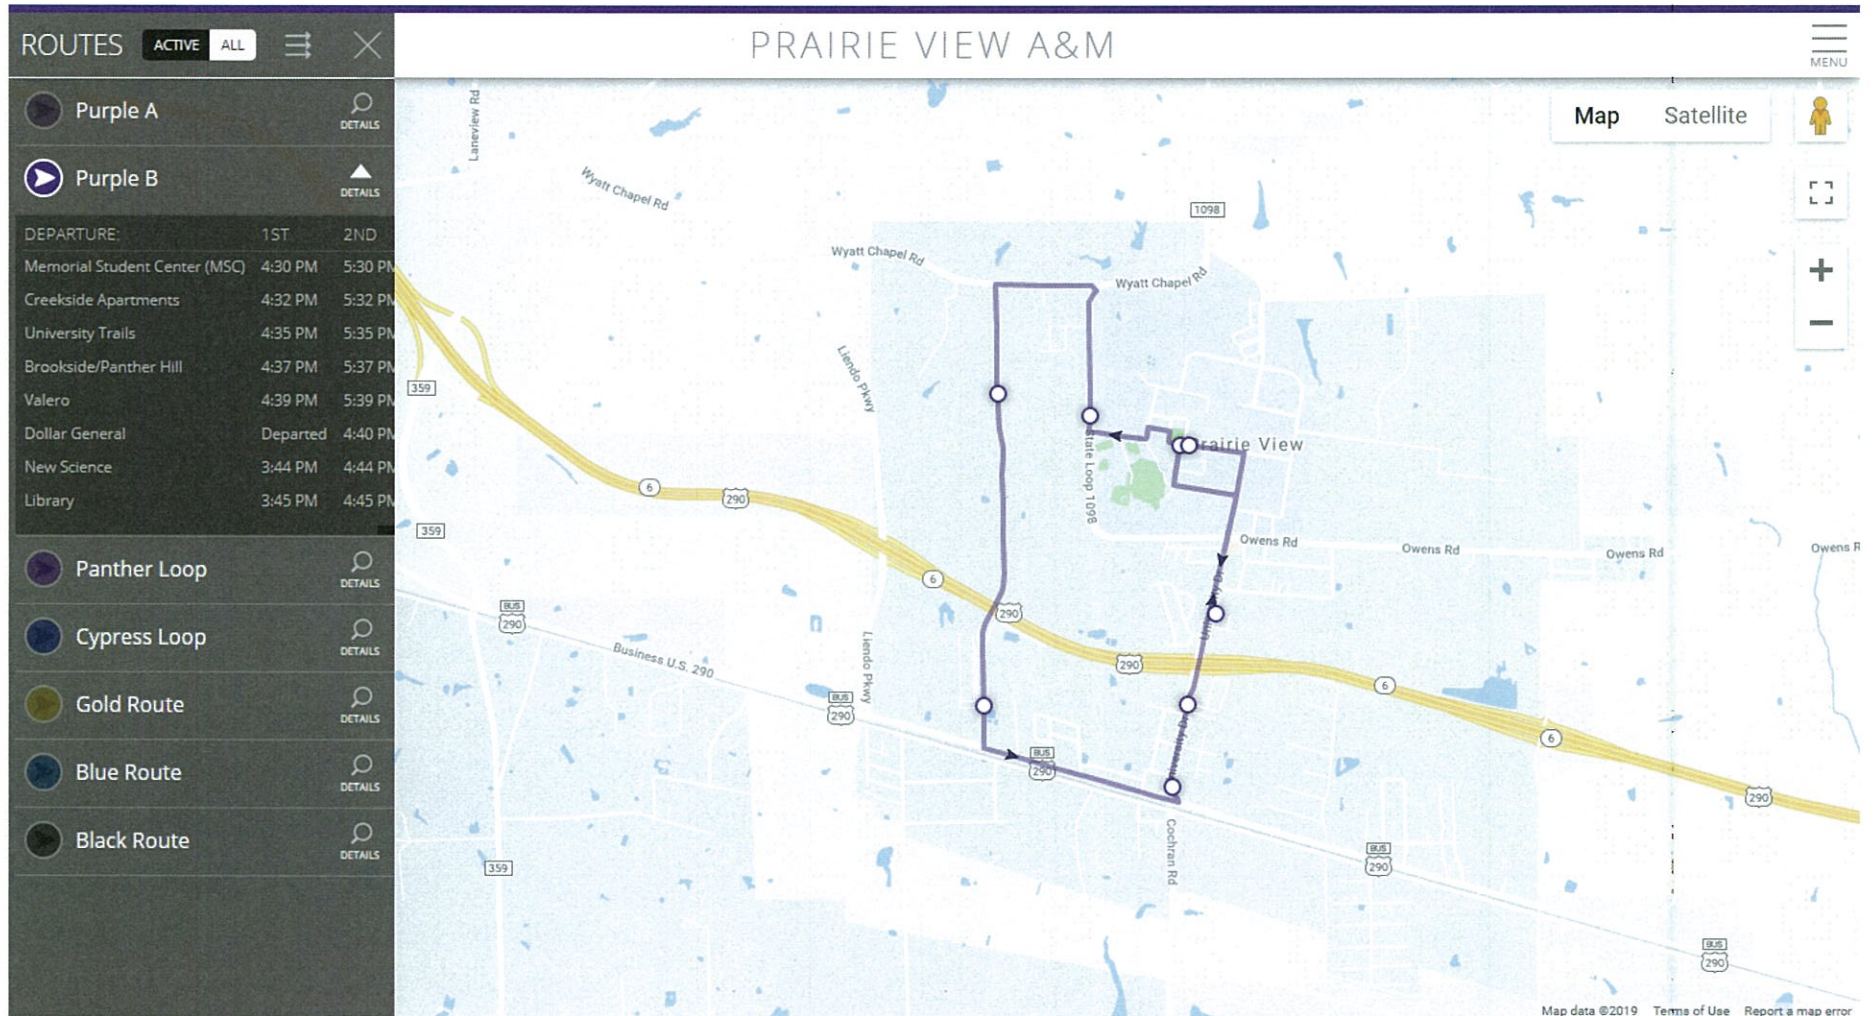 ROUTES ACTIVE ALL
PRAIRIE VIEW A&M
MENU
Purple A
DETAILS
Purple B
DETAILS
DEPARTURE: 1ST 2ND
Memorial Student Center (MSC) 4:30 PM 5:30 PM
Creekside Apartments 4:32 PM 5:32 PM
University Trails 4:35 PM 5:35 PM
Brookside/Panther Hill 4:37 PM 5:37 PM
Valero 4:39 PM 5:39 PM
Dollar General Departed 4:40 PM
New Science 3:44 PM 4:44 PM
Library 3:45 PM 4:45 PM
Panther Loop
DETAILS
Cypress Loop
DETAILS
Gold Route
DETAILS
Blue Route
DETAILS
Black Route
DETAILS
Map Satellite
Laneview Rd
Wyatt Chapel Rd
1098
Wyatt Chapel Rd
Wyatt Chapel Rd
Liendo Pkwy
359
rairie View
State Loop 1098
6
290
359
Owens Rd
Owens Rd
Owens Rd
Owens R
6
290
BUS
290
Business U.S. 290
Liendo Pkwy
290
6
BUS
290
University Dr
6
BUS
290
290
Cochran Rd
BUS
290
359
BUS
290
Map data ©2019 Terms of Use Report a map error